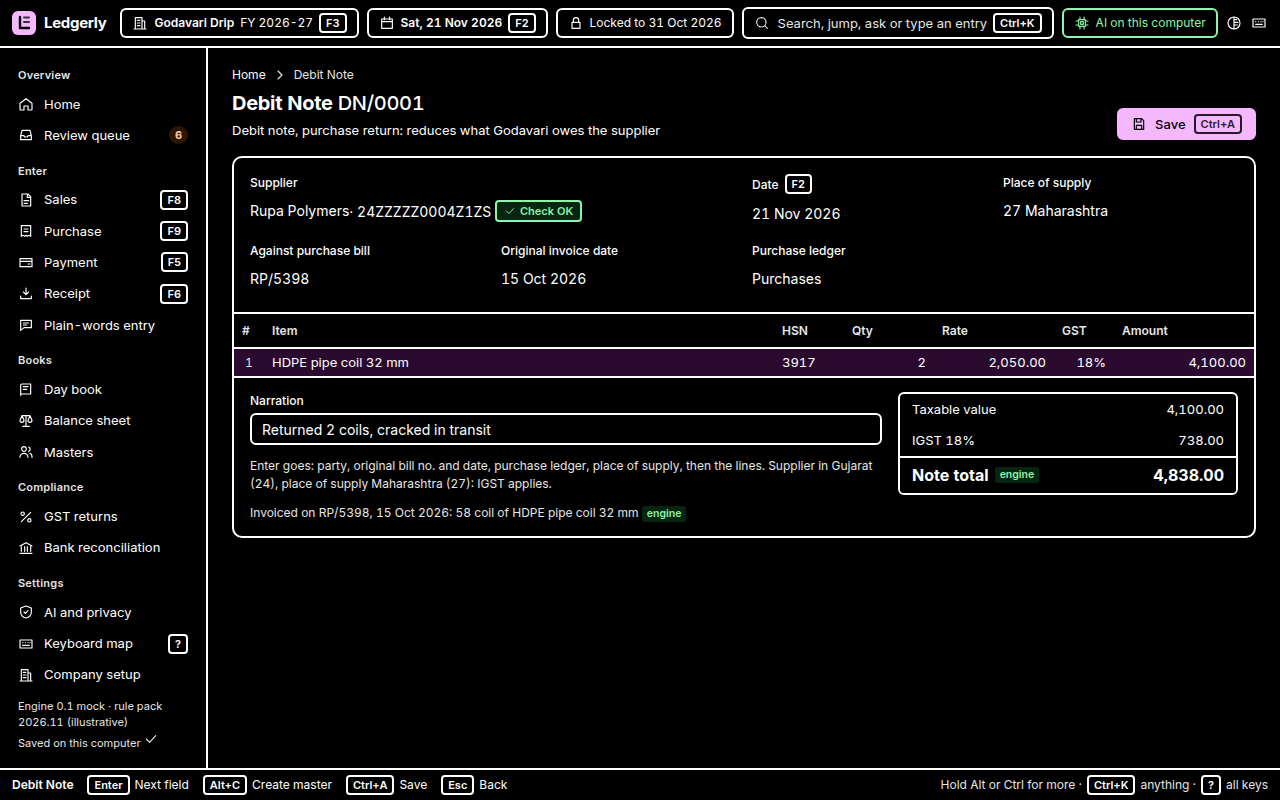 Ledgerly
Godavari Drip FY 2026-27 F3
Sat, 21 Nov 2026 F2
Locked to 31 Oct 2026
Search, jump, ask or type an entry Ctrl+K
AI on this computer
Overview
Home
Review queue 6
Enter
Sales F8
Purchase F9
Payment F5
Receipt F6
Plain-words entry
Books
Day book
Balance sheet
Masters
Compliance
GST returns
Bank reconciliation
Settings
AI and privacy
Keyboard map ?
Company setup
Engine 0.1 mock · rule pack
2026.11 (illustrative)
Saved on this computer
Home > Debit Note
Debit Note DN/0001
Debit note, purchase return: reduces what Godavari owes the supplier
Save Ctrl+A
Supplier
Rupa Polymers· 24ZZZZZ0004Z1ZS Check OK
Date F2
21 Nov 2026
Place of supply
27 Maharashtra
Against purchase bill
RP/5398
Original invoice date
15 Oct 2026
Purchase ledger
Purchases
# Item HSN Qty Rate GST Amount
1 HDPE pipe coil 32 mm 3917 2 2,050.00 18% 4,100.00
Narration
Returned 2 coils, cracked in transit
Enter goes: party, original bill no. and date, purchase ledger, place of supply, then the lines. Supplier in Gujarat
(24), place of supply Maharashtra (27): IGST applies.
Invoiced on RP/5398, 15 Oct 2026: 58 coil of HDPE pipe coil 32 mm engine
Taxable value 4,100.00
IGST 18% 738.00
Note total engine 4,838.00
Debit Note Enter Next field Alt+C Create master Ctrl+A Save Esc Back
Hold Alt or Ctrl for more · Ctrl+K anything · ? all keys